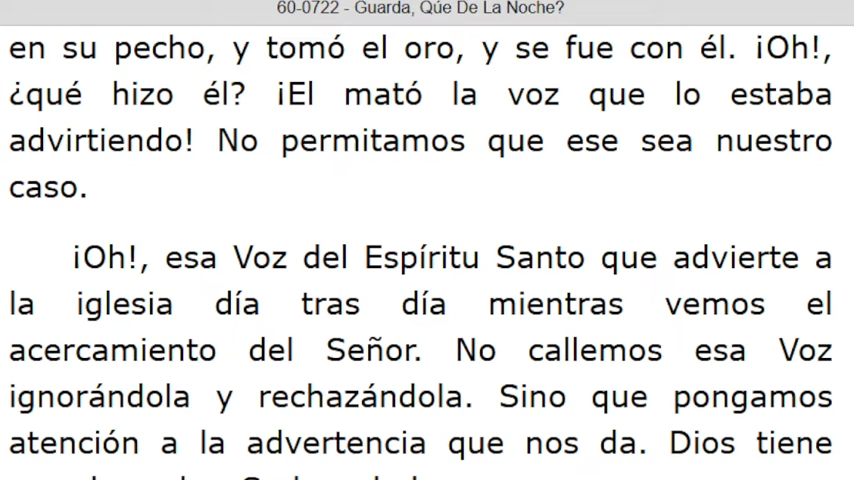 60-0722 - Guarda, Qúe De La Noche?
en su pecho, y tomó el oro, y se fue con él. ¡Oh!,
¿qué hizo él? ¡El mató la voz que lo estaba
advirtiendo! No permitamos que ese sea nuestro
caso.
¡Oh!, esa Voz del Espíritu Santo que advierte a
la iglesia día tras día mientras vemos el
acercamiento del Señor. No callemos esa Voz
ignorándola y rechazándola. Sino que pongamos
atención a la advertencia que nos da. Dios tiene